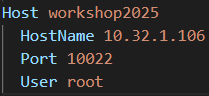 Host workshop2025
  HostName 10.32.1.106
  Port 10022
  User root